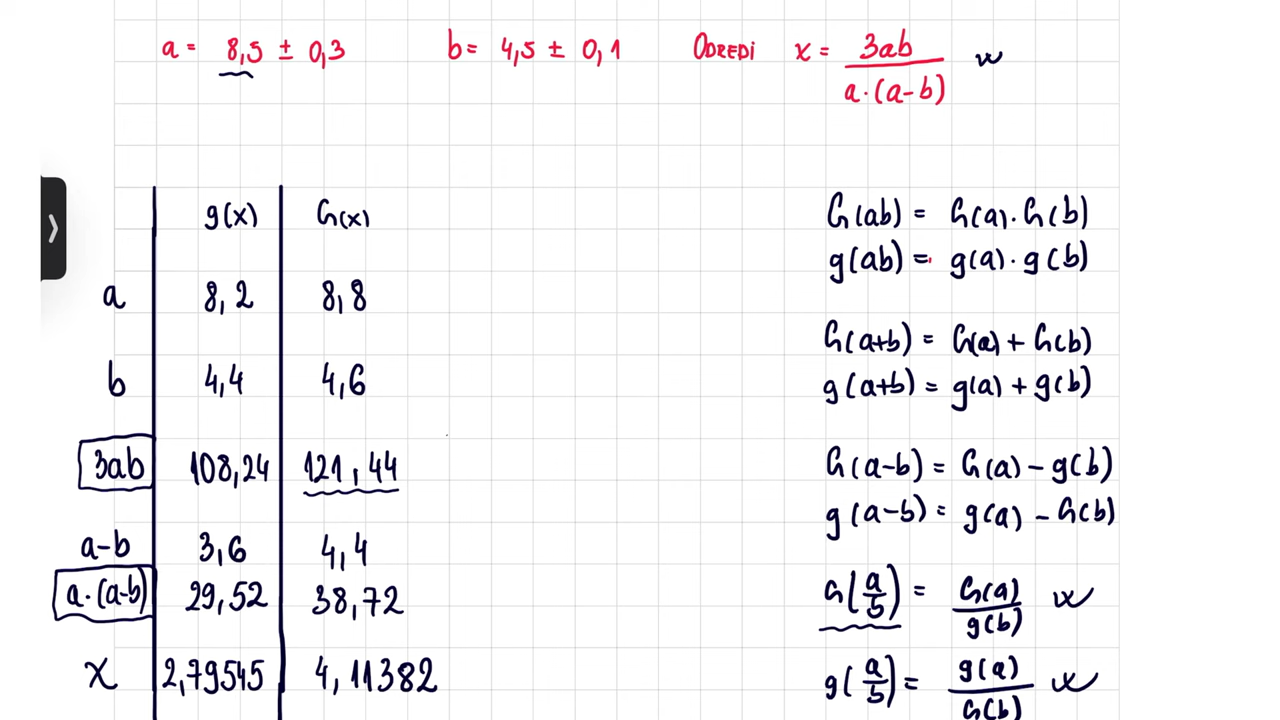 a = 8,5 ± 0,3 b = 4,5 ± 0,1 ODREDI x = 3ab / a·(a-b)
g(x) h(x)
a 8,2 8,8
b 4,4 4,6
3ab 108,24 121,44
a-b 3,6 4,4
a·(a-b) 29,52 38,72
x 2,79545 4,11382
h(ab) = h(a)·h(b)
g(ab) = g(a)·g(b)
h(a+b) = h(a) + h(b)
g(a+b) = g(a) + g(b)
h(a-b) = h(a) - g(b)
g(a-b) = g(a) - h(b)
h(a/b) = h(a)/g(b)
g(a/b) = g(a)/h(b)